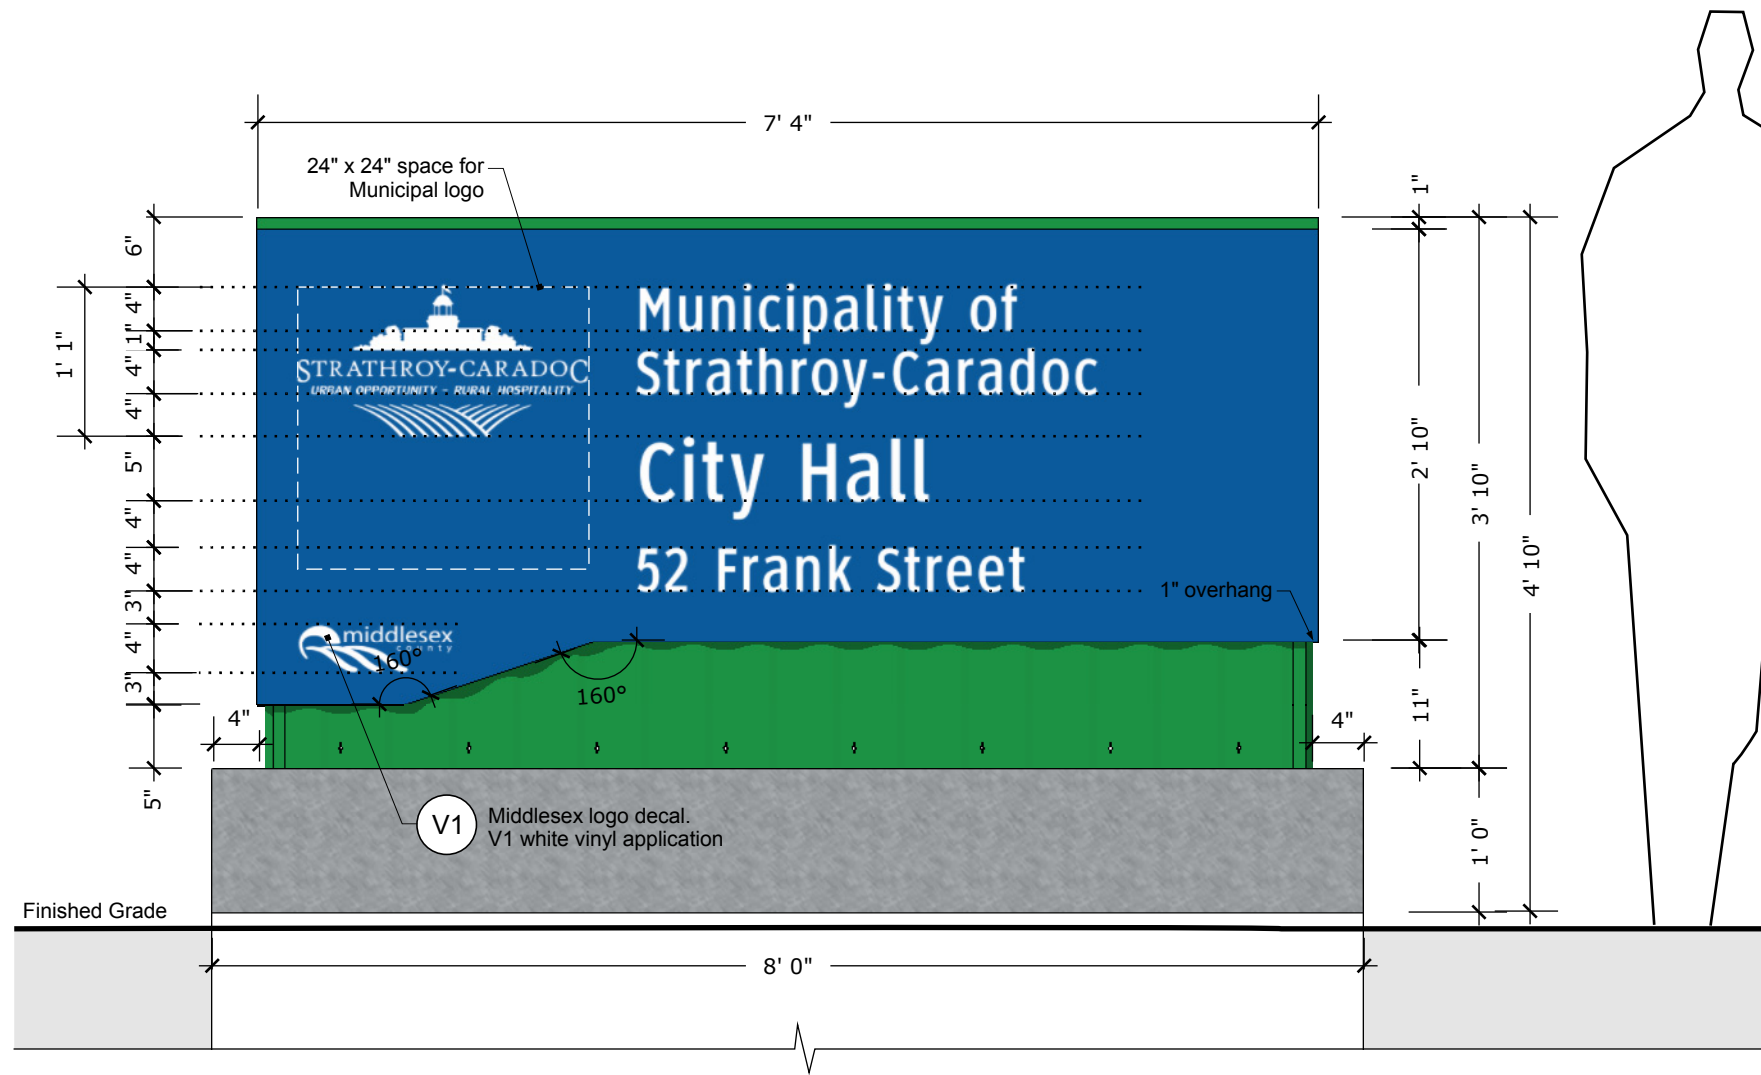 7' 4"
24" x 24" space for
Municipal logo
1"
6"
4"
1"
4"
4"
5"
4"
4"
3"
4"
3"
5"
1' 1"
STRATHROY-CARADOC
URBAN OPPORTUNITY - RURAL HOSPITALITY
Municipality of
Strathroy-Caradoc
City Hall
52 Frank Street
1" overhang
middlesex
county
160°
160°
2' 10"
3' 10"
4' 10"
11"
1' 0"
4"
4"
V1
Middlesex logo decal.
V1 white vinyl application
Finished Grade
8' 0"